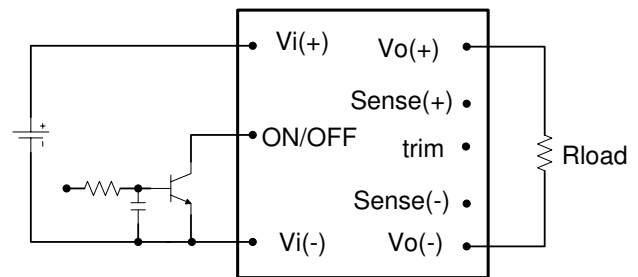 Vi(+)
Vo(+)
Sense(+)
ON/OFF
trim
Rload
Sense(-)
Vi(-)
Vo(-)
+
-